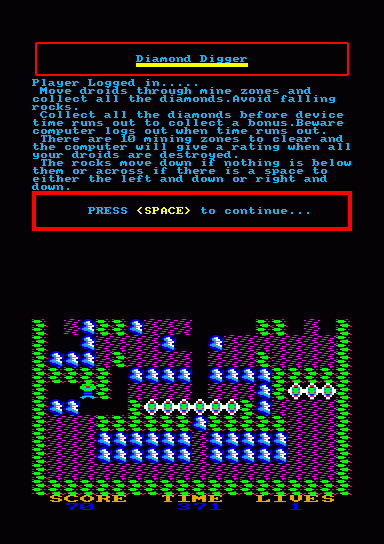 Diamond Digger
Player Logged in.....
Move droids through mine zones and
collect all the diamonds.Avoid falling
rocks.
Collect all the diamonds before device
time runs out to collect a bonus.Beware
computer logs out when time runs out.
There are 10 mining zones to clear and
the computer will give a rating when all
your droids are destroyed.
The rocks move down if nothing is below
them or across if there is a space to
either the left and down or right and
down.
PRESS <SPACE> to continue...
SCORE TIME LIVES
70 371 1